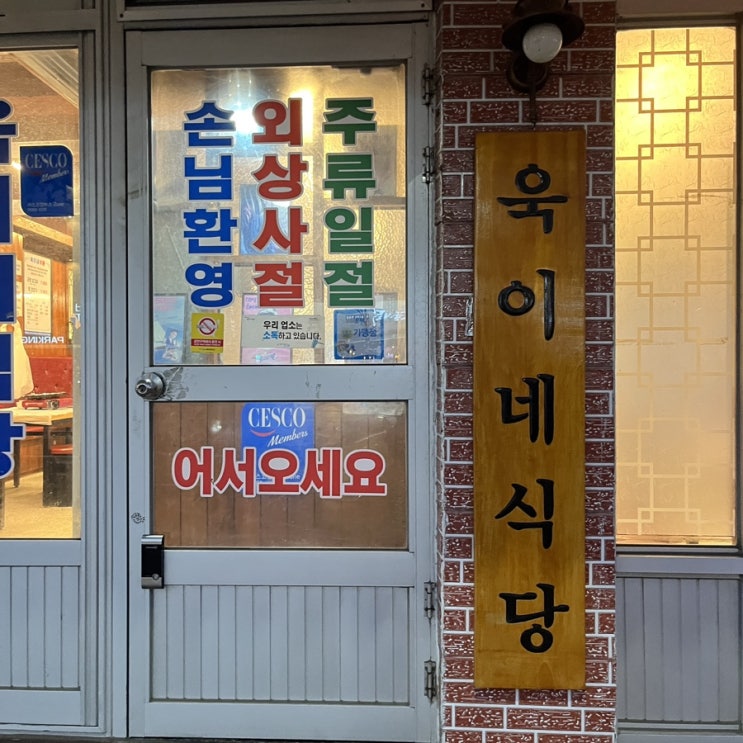 CESCO
Members
PARKING
손님환영
외상사절
주류일절
우리 업소는
소독하고 있습니다.
CESCO
Members
어서오세요
욱이네식당